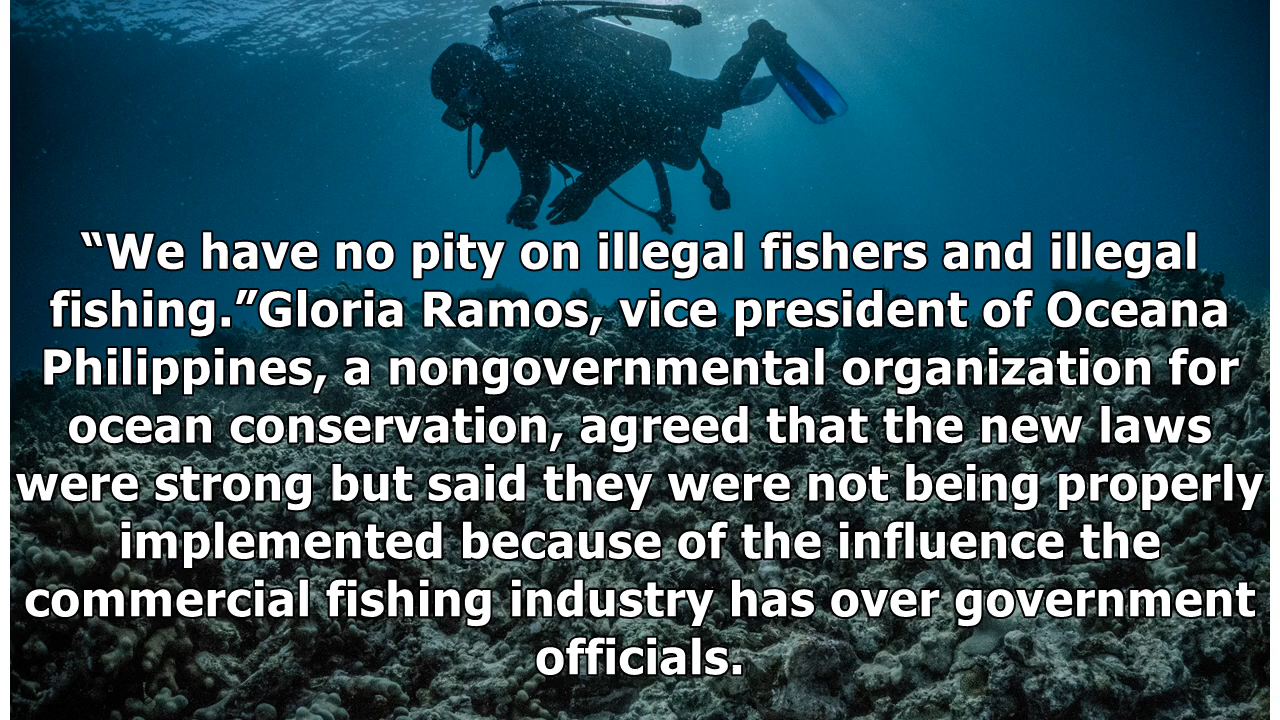 “We have no pity on illegal fishers and illegal
fishing.”Gloria Ramos, vice president of Oceana
Philippines, a nongovernmental organization for
ocean conservation, agreed that the new laws
were strong but said they were not being properly
implemented because of the influence the
commercial fishing industry has over government
officials.